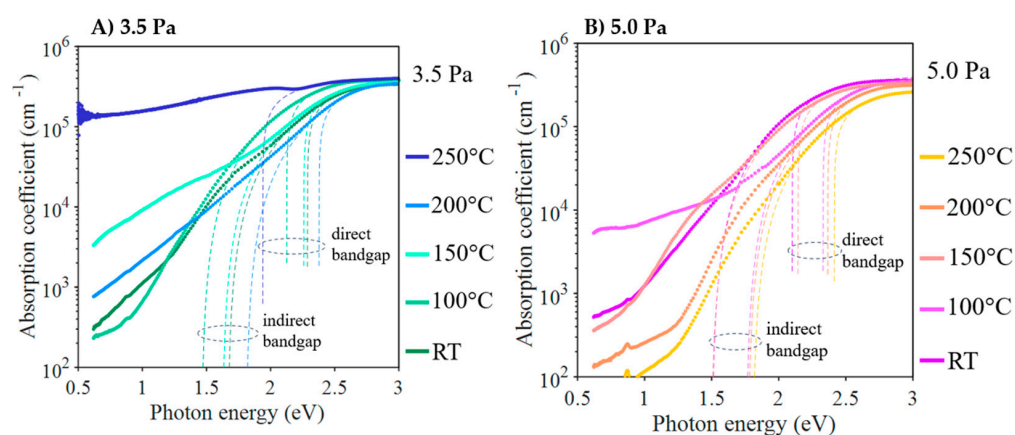 A) 3.5 Pa
10^6
10^5
10^4
10^3
10^2
Absorption coefficient (cm^-1)
0.5 1 1.5 2 2.5 3
Photon energy (eV)
direct
bandgap
indirect
bandgap
3.5 Pa
250°C
200°C
150°C
100°C
RT
B) 5.0 Pa
10^6
10^5
10^4
10^3
10^2
Absorption coefficient (cm^-1)
0.5 1 1.5 2 2.5 3
Photon energy (eV)
direct
bandgap
indirect
bandgap
5.0 Pa
250°C
200°C
150°C
100°C
RT